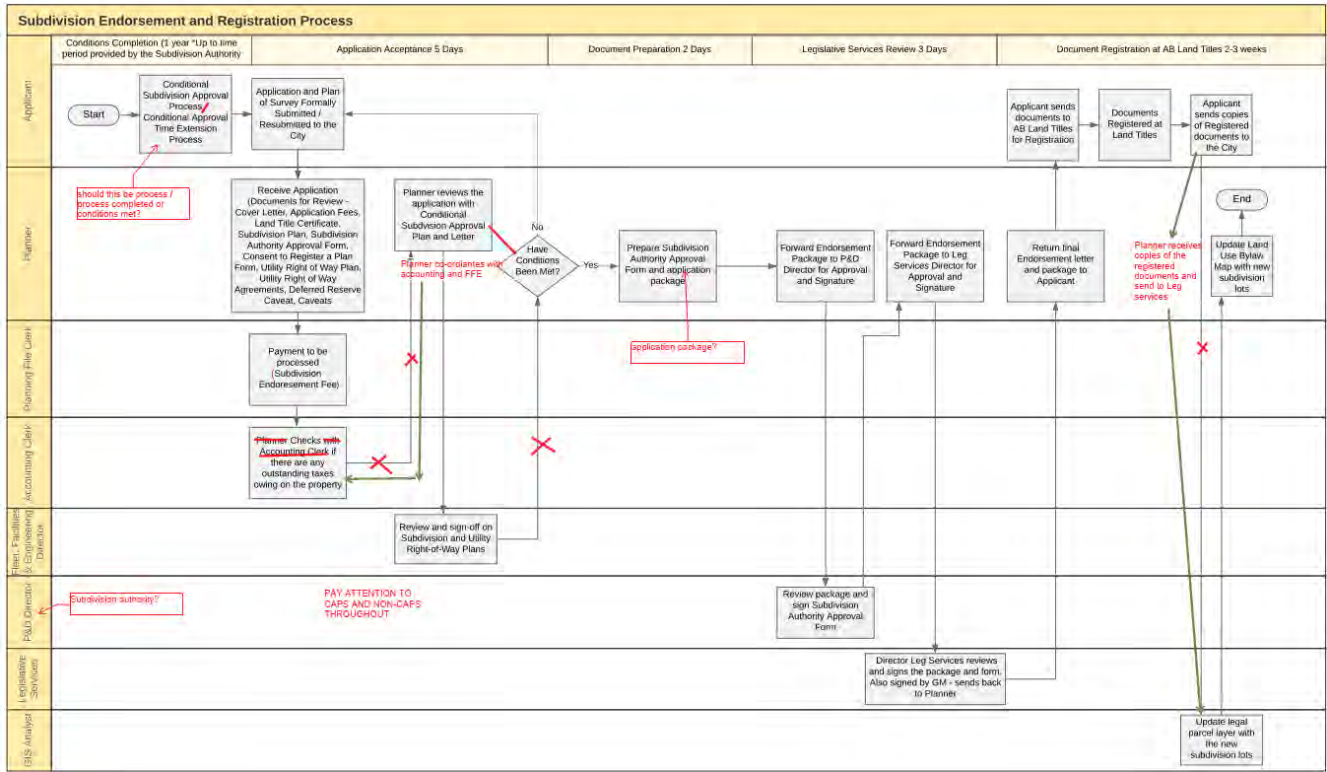 Subdivision Endorsement and Registration Process
Conditions Completion (1 year *Up to time
period provided by the Subdivision Authority
Application Acceptance 5 Days
Document Preparation 2 Days
Legislative Services Review 3 Days
Document Registration at AB Land Titles 2-3 weeks
Applicant
Start
Conditional
Subdivision Approval
Process
Conditional Approval
Time Extension
Process
Application and Plan
of Survey Formally
Submitted /
Resubmitted to the
City
Applicant sends
documents to
AB Land Titles
for Registration
Documents
Registered at
Land Titles
Applicant
sends copies
of Registered
documents to
the City
should this be process /
process completed or
conditions met?
Planner
Receive Application
(Documents for Review -
Cover Letter, Application Fees,
Land Title Certificate,
Subdivision Plan, Subdivision
Authority Approval Form,
Consent to Register a Plan
Form, Utility Right of Way Plan,
Utility Right of Way
Agreements, Deferred Reserve
Caveat, Caveats
Planner reviews the
application with
Conditional
Subdivision Approval
Plan and Letter
Planner co-ordiantes with
accounting and FFE
No
Have
Conditions
Been Met?
Yes
Prepare Subdivision
Authority Approval
Form and application
package
application package?
Forward Endorsement
Package to P&D
Director for Approval
and Signature
Forward Endorsement
Package to Leg
Services Director for
Approval and
Signature
Return final
Endorsement letter
and package to
Applicant
Planner receives
copies of the
registered
documents and
send to Leg
services
End
Update Land
Use Bylaw
Map with new
subdivision
lots
Planning File Clerk
Payment to be
processed
(Subdivision
Endoresement Fee)
Accounting Clerk
Planner Checks with
Accounting Clerk if
there are any
outstanding taxes
owing on the property
Fleet, Facilities
& Engineering
Director
Review and sign-off on
Subdivision and Utility
Right-of-Way Plans
P&D Director
Subdivision authority?
PAY ATTENTION TO
CAPS AND NON-CAPS
THROUGHOUT
Review package and
sign Subdivision
Authority Approval
Form
Legislative
Services
Director Leg Services reviews
and signs the package and form.
Also signed by GM - sends back
to Planner
GIS Analyst
Update legal
parcel layer with
the new
subdivision lots